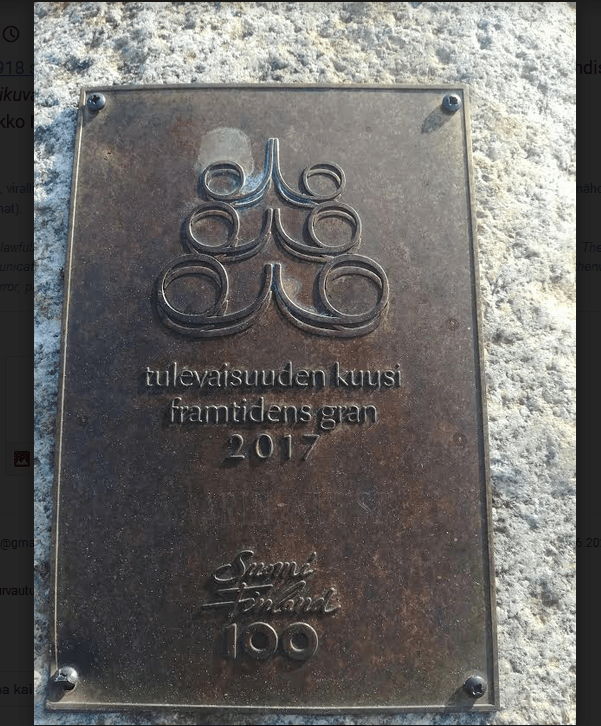 tulevaisuuden kuusi
framtidens gran
2017
Suomi
Finland
100